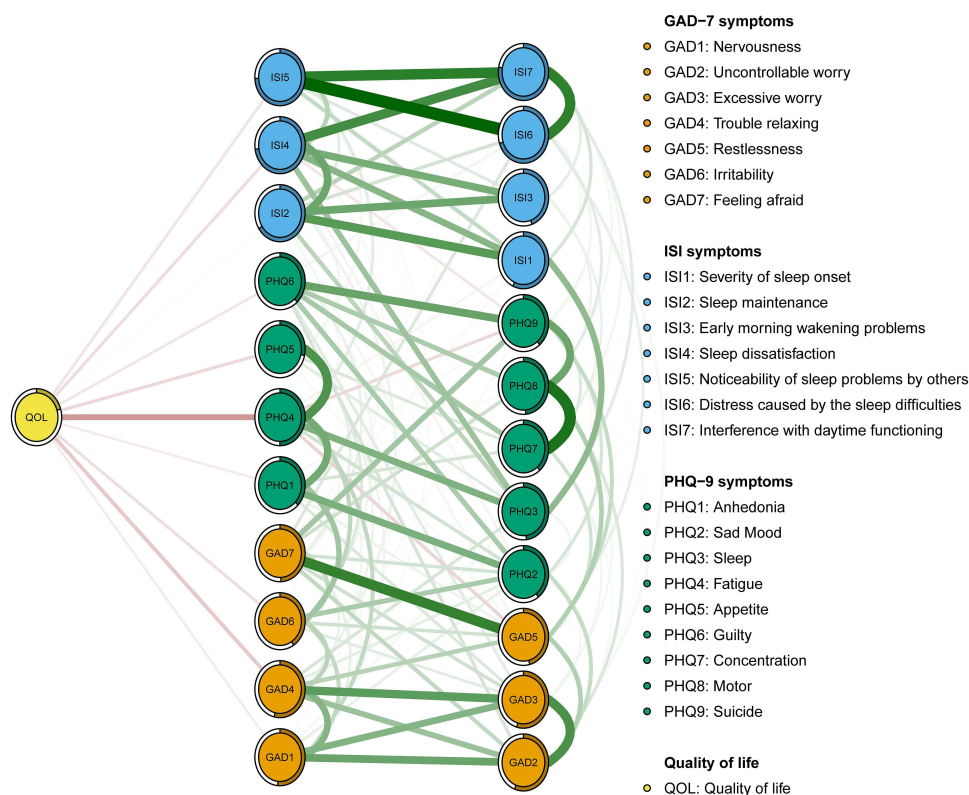 QOL
ISI5
ISI4
ISI2
PHQ6
PHQ5
PHQ4
PHQ1
GAD7
GAD6
GAD4
GAD1
ISI7
ISI6
ISI3
ISI1
PHQ9
PHQ8
PHQ7
PHQ3
PHQ2
GAD5
GAD3
GAD2
GAD−7 symptoms
GAD1: Nervousness
GAD2: Uncontrollable worry
GAD3: Excessive worry
GAD4: Trouble relaxing
GAD5: Restlessness
GAD6: Irritability
GAD7: Feeling afraid
ISI symptoms
ISI1: Severity of sleep onset
ISI2: Sleep maintenance
ISI3: Early morning wakening problems
ISI4: Sleep dissatisfaction
ISI5: Noticeability of sleep problems by others
ISI6: Distress caused by the sleep difficulties
ISI7: Interference with daytime functioning
PHQ−9 symptoms
PHQ1: Anhedonia
PHQ2: Sad Mood
PHQ3: Sleep
PHQ4: Fatigue
PHQ5: Appetite
PHQ6: Guilty
PHQ7: Concentration
PHQ8: Motor
PHQ9: Suicide
Quality of life
QOL: Quality of life